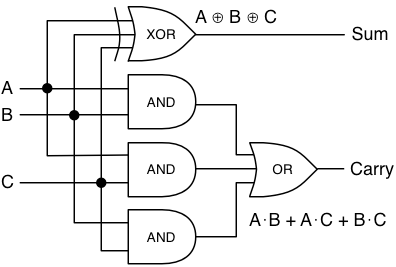 A ⊕ B ⊕ C
XOR
Sum
A
AND
B
AND
OR
Carry
C
A·B + A·C + B·C
AND